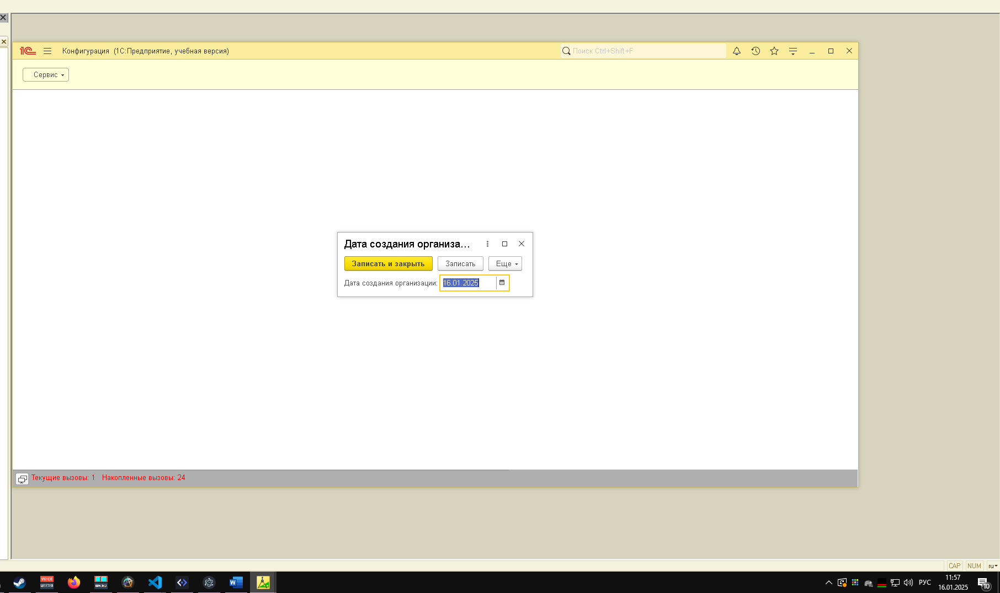 1С
Конфигурация (1С:Предприятие, учебная версия)
Поиск Ctrl+Shift+F
Сервис
Дата создания организа...
Записать и закрыть
Записать
Еще
Дата создания организации:
16.01.2025
Текущие вызовы: 1 Накопленные вызовы: 24
CAP
NUM
ru
VOICE
MEETER
MACRO
W
РУС
11:57
16.01.2025
10